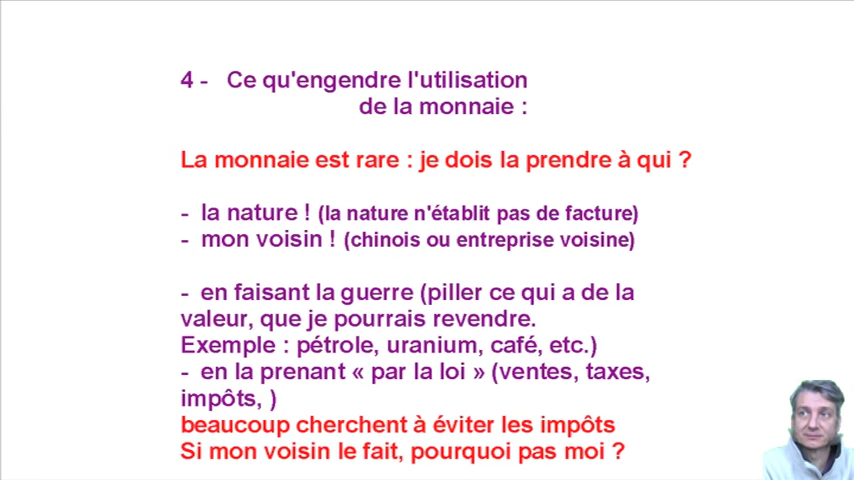 4 - Ce qu'engendre l'utilisation
de la monnaie :
La monnaie est rare : je dois la prendre à qui ?
- la nature ! (la nature n'établit pas de facture)
- mon voisin ! (chinois ou entreprise voisine)
- en faisant la guerre (piller ce qui a de la
valeur, que je pourrais revendre.
Exemple : pétrole, uranium, café, etc.)
- en la prenant « par la loi » (ventes, taxes,
impôts, )
beaucoup cherchent à éviter les impôts
Si mon voisin le fait, pourquoi pas moi ?